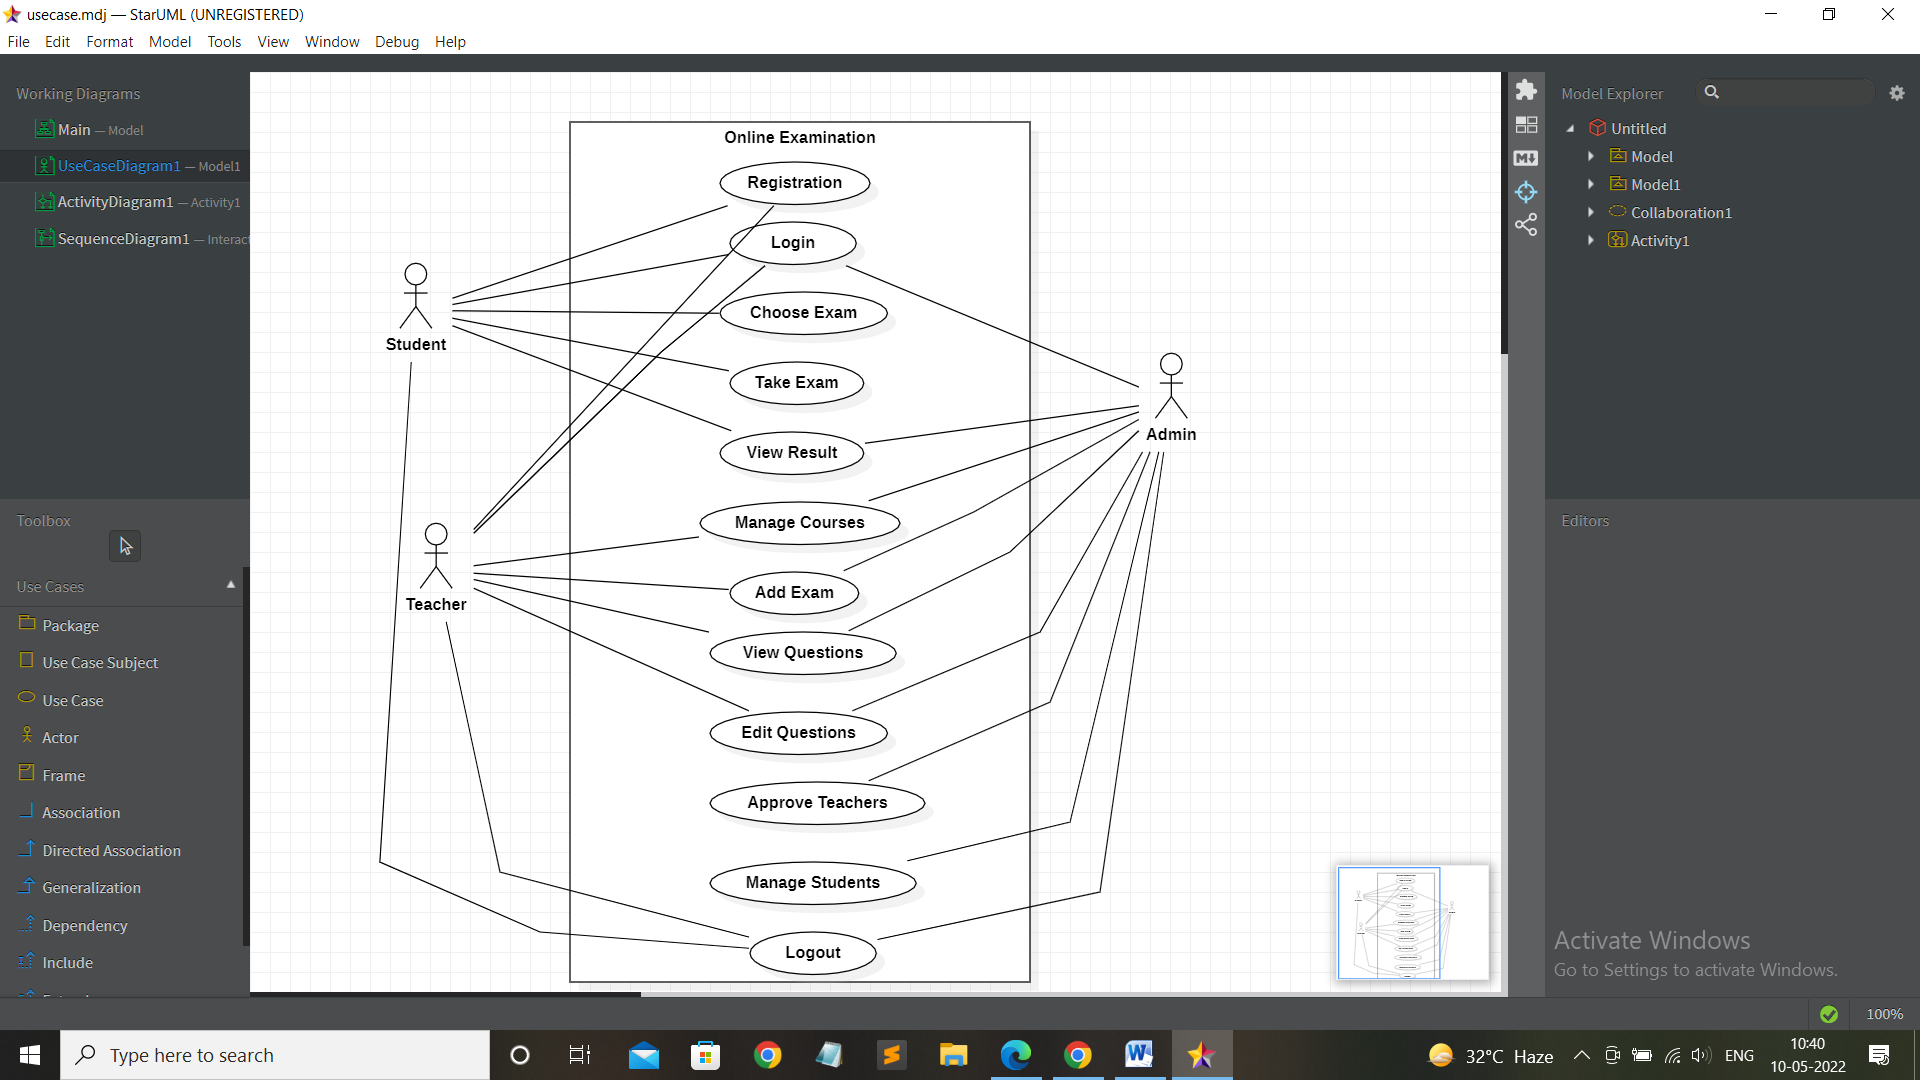 usecase.mdj — StarUML (UNREGISTERED)
File Edit Format Model Tools View Window Debug Help
Working Diagrams
Main — Model
UseCaseDiagram1 — Model1
ActivityDiagram1 — Activity1
SequenceDiagram1 — Interact
Toolbox
Use Cases
Package
Use Case Subject
Use Case
Actor
Frame
Association
Directed Association
Generalization
Dependency
Include
Online Examination
Registration
Login
Choose Exam
Take Exam
View Result
Manage Courses
Add Exam
View Questions
Edit Questions
Approve Teachers
Manage Students
Logout
Student
Teacher
Admin
Model Explorer
Untitled
Model
Model1
Collaboration1
Activity1
Editors
Activate Windows
Go to Settings to activate Windows.
100%
Type here to search
32°C Haze
ENG
10:40
10-05-2022